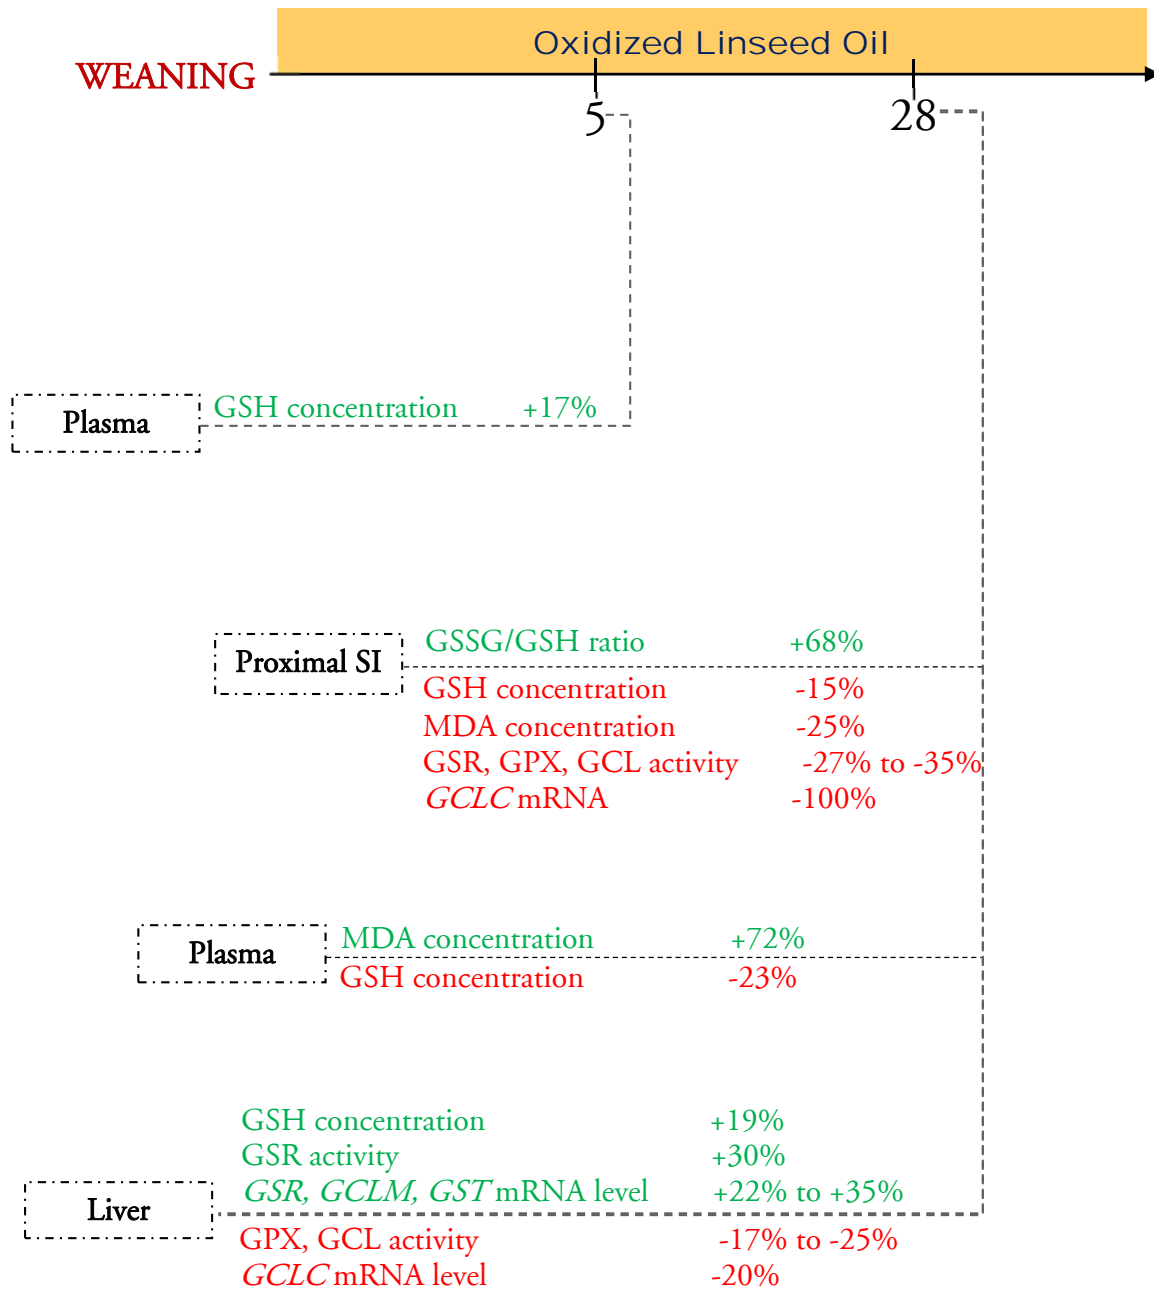 Oxidized Linseed Oil
WEANING
5
28
Plasma
GSH concentration +17%
Proximal SI
GSSG/GSH ratio +68%
GSH concentration -15%
MDA concentration -25%
GSR, GPX, GCL activity -27% to -35%
GCLC mRNA -100%
Plasma
MDA concentration +72%
GSH concentration -23%
Liver
GSH concentration +19%
GSR activity +30%
GSR, GCLM, GST mRNA level +22% to +35%
GPX, GCL activity -17% to -25%
GCLC mRNA level -20%